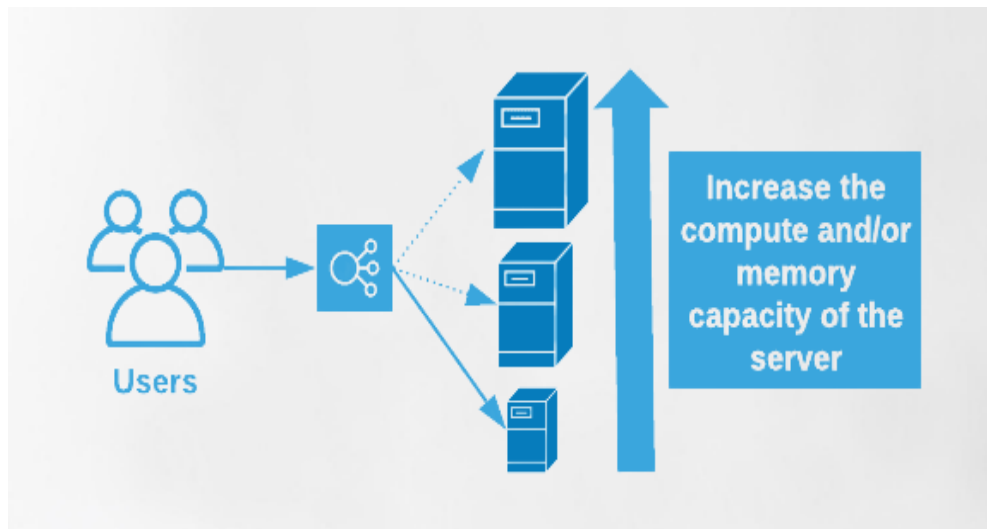 Users
Increase the
compute and/or
memory
capacity of the
server